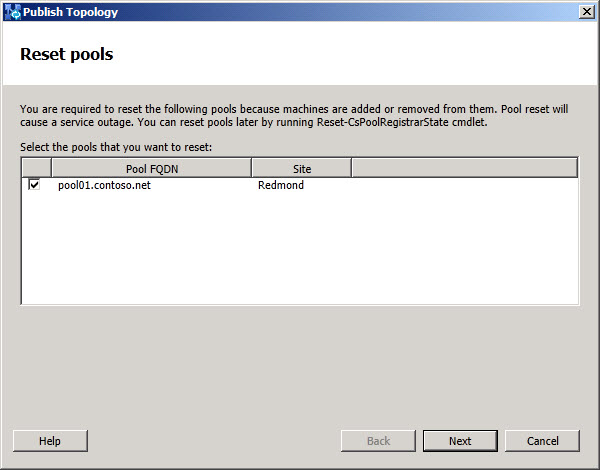 Publish Topology
Reset pools
You are required to reset the following pools because machines are added or removed from them. Pool reset will
cause a service outage. You can reset pools later by running Reset-CsPoolRegistrarState cmdlet.
Select the pools that you want to reset:
Pool FQDN Site
pool01.contoso.net Redmond
Help Back Next Cancel